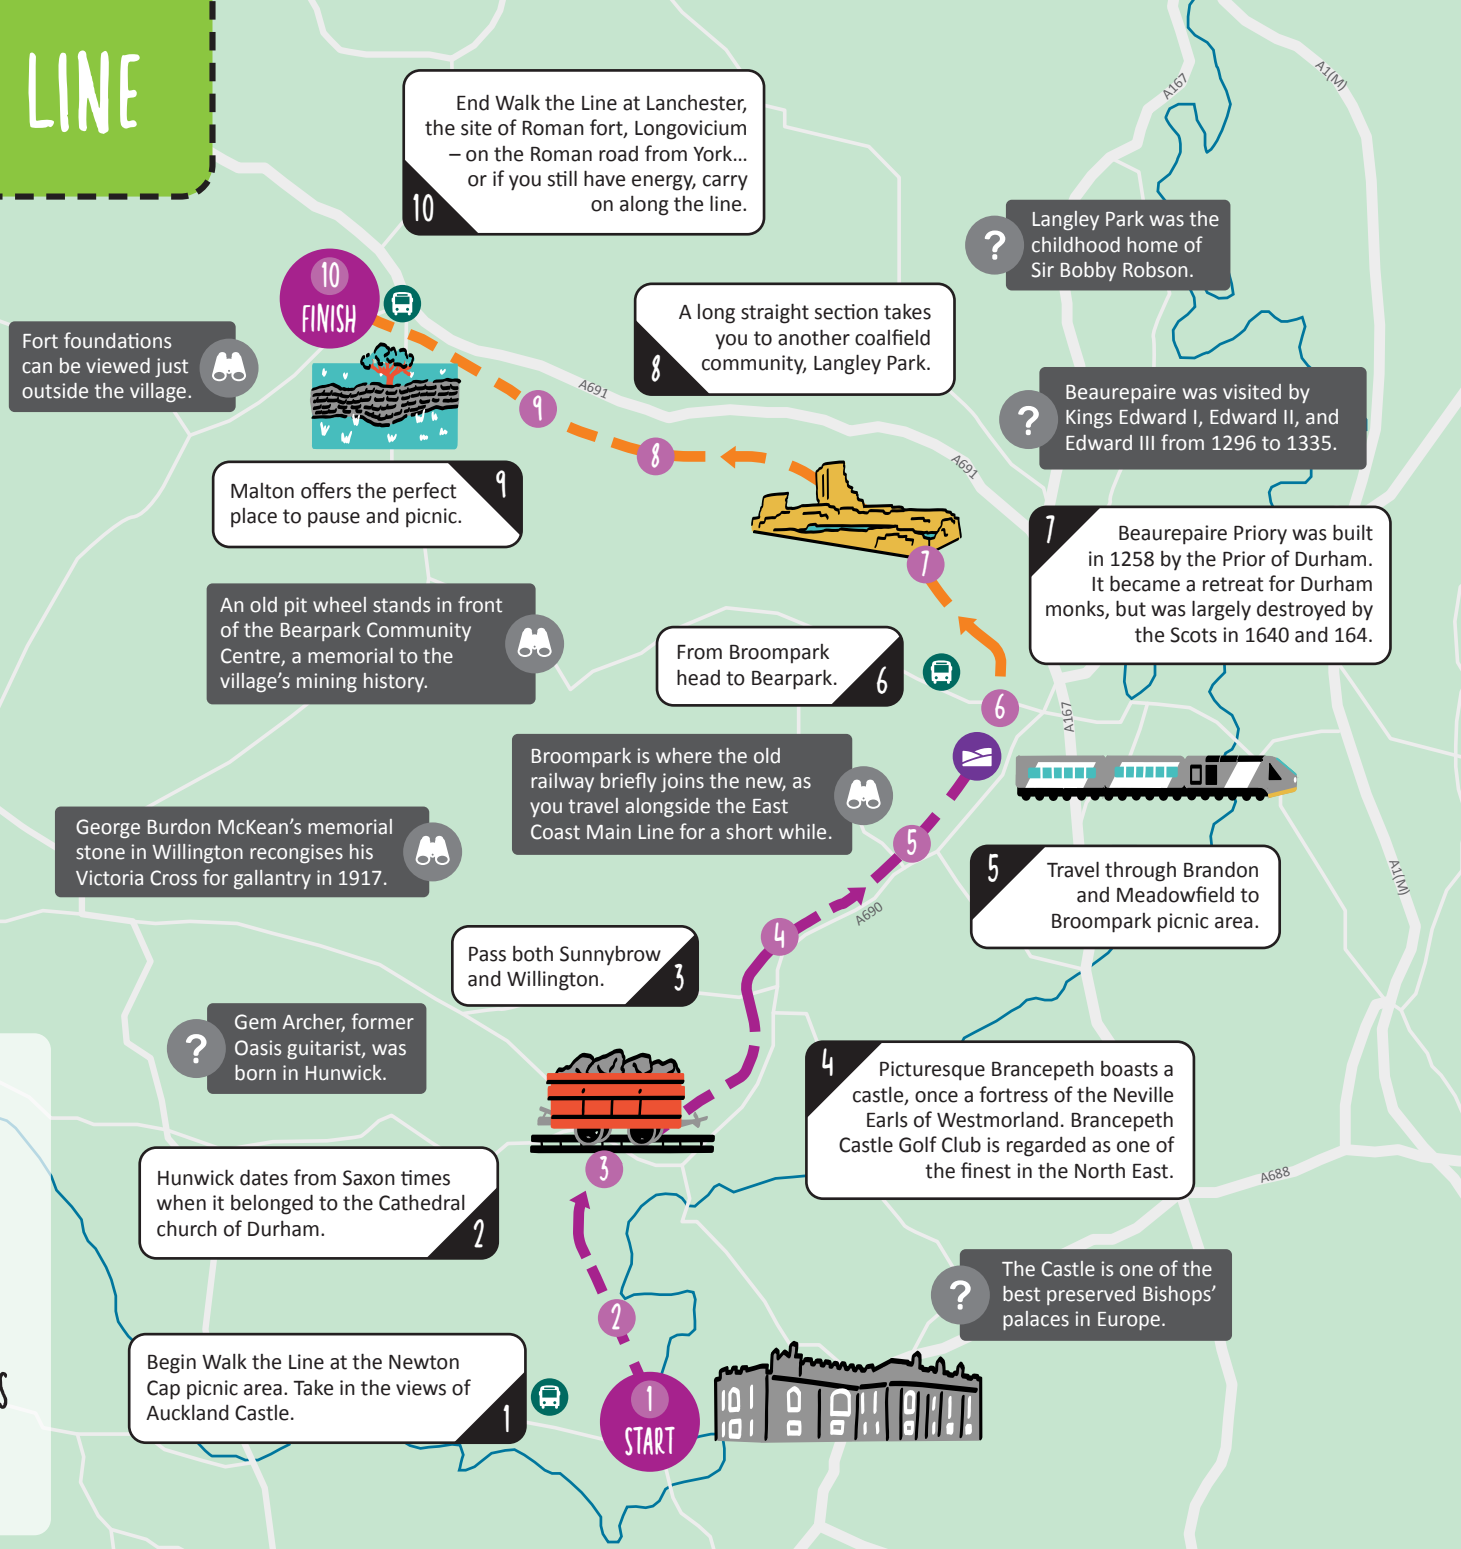 LINE
A167
A1(M)
End Walk the Line at Lanchester,
the site of Roman fort, Longovicium
– on the Roman road from York...
or if you still have energy, carry
on along the line.
10
Langley Park was the
childhood home of
Sir Bobby Robson.
?
10
FINISH
A long straight section takes
you to another coalfield
community, Langley Park.
8
Fort foundations
can be viewed just
outside the village.
A691
9
8
Beaurepaire was visited by
Kings Edward I, Edward II, and
Edward III from 1296 to 1335.
?
A691
Malton offers the perfect
place to pause and picnic.
9
7
Beaurepaire Priory was built
in 1258 by the Prior of Durham.
It became a retreat for Durham
monks, but was largely destroyed by
the Scots in 1640 and 164.
7
An old pit wheel stands in front
of the Bearpark Community
Centre, a memorial to the
village's mining history.
From Broompark
head to Bearpark.
6
6
A167
Broompark is where the old
railway briefly joins the new, as
you travel alongside the East
Coast Main Line for a short while.
George Burdon McKean's memorial
stone in Willington recongises his
Victoria Cross for gallantry in 1917.
5
5
Travel through Brandon
and Meadowfield to
Broompark picnic area.
A1(M)
A690
4
Pass both Sunnybrow
and Willington.
3
?
Gem Archer, former
Oasis guitarist, was
born in Hunwick.
4
Picturesque Brancepeth boasts a
castle, once a fortress of the Neville
Earls of Westmorland. Brancepeth
Castle Golf Club is regarded as one of
the finest in the North East.
Hunwick dates from Saxon times
when it belonged to the Cathedral
church of Durham.
2
3
A688
?
The Castle is one of the
best preserved Bishops'
palaces in Europe.
2
Begin Walk the Line at the Newton
Cap picnic area. Take in the views of
Auckland Castle.
1
1
START
s